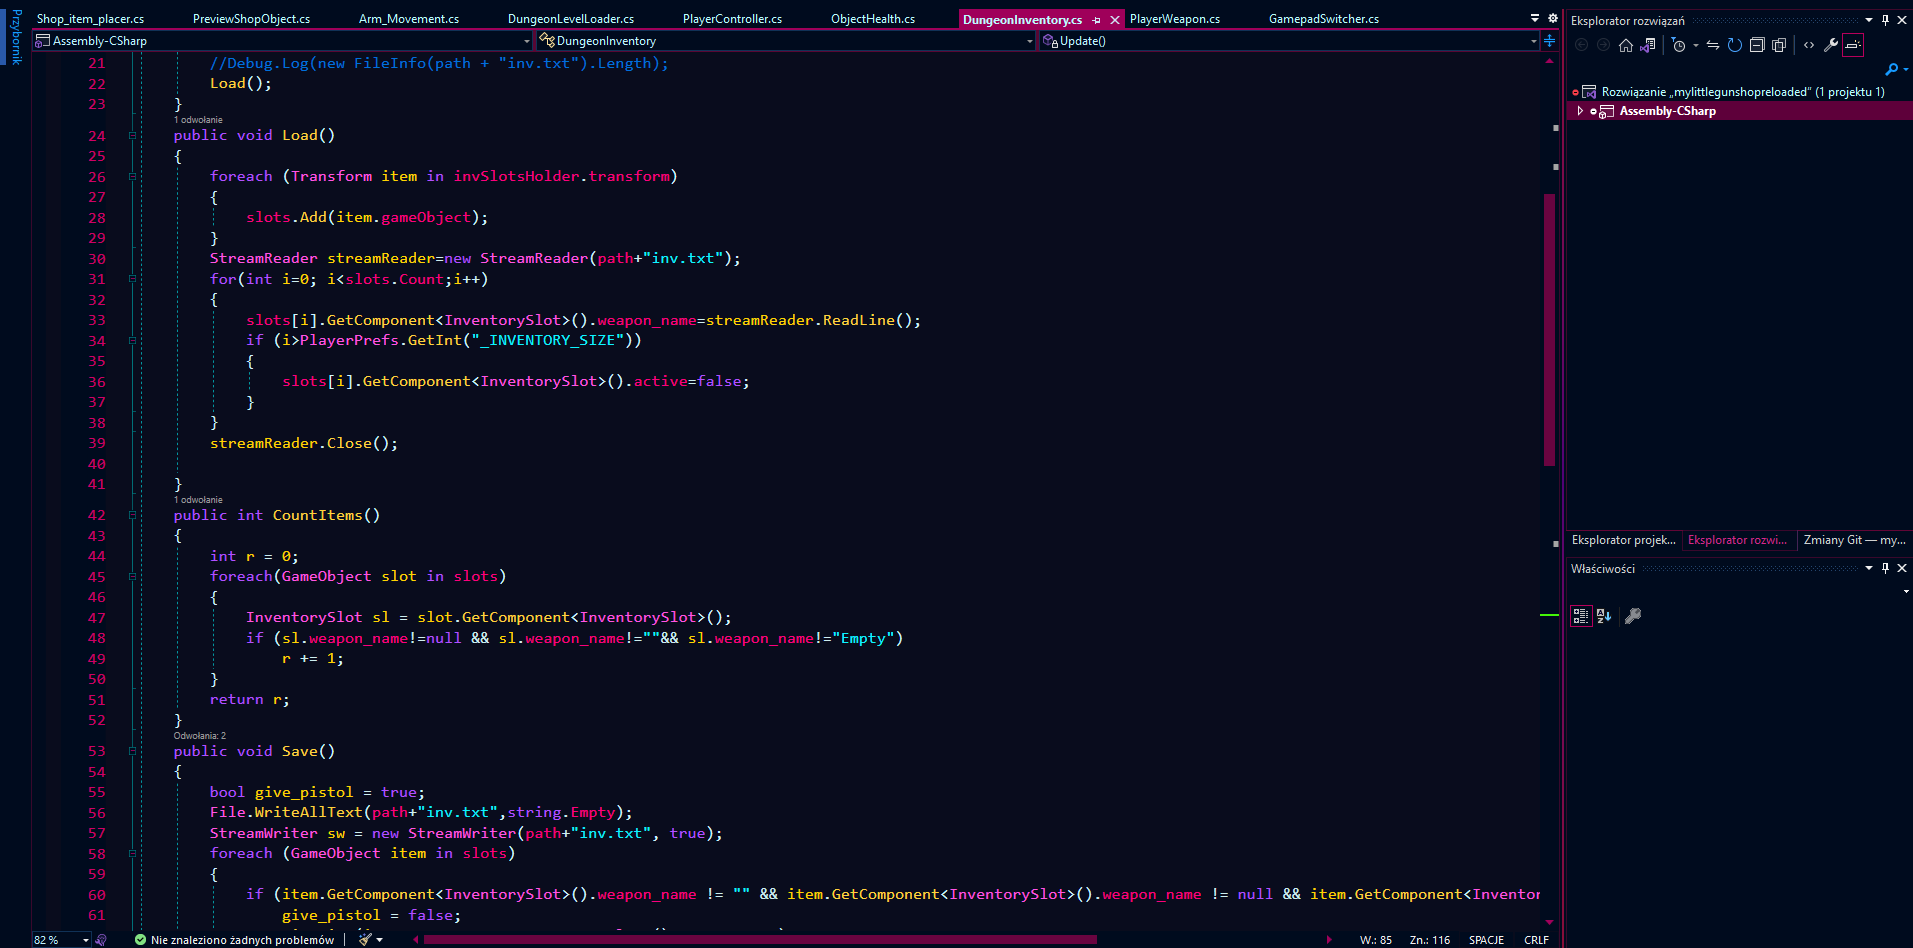 Przybornik
Shop_item_placer.cs PreviewShopObject.cs Arm_Movement.cs DungeonLevelLoader.cs PlayerController.cs ObjectHealth.cs DungeonInventory.cs PlayerWeapon.cs GamepadSwitcher.cs
Assembly-CSharp DungeonInventory Update()
21 //Debug.Log(new FileInfo(path + "inv.txt").Length);
22 Load();
23 }
1 odwołanie
24 public void Load()
25 {
26 foreach (Transform item in invSlotsHolder.transform)
27 {
28 slots.Add(item.gameObject);
29 }
30 StreamReader streamReader=new StreamReader(path+"inv.txt");
31 for(int i=0; i<slots.Count;i++)
32 {
33 slots[i].GetComponent<InventorySlot>().weapon_name=streamReader.ReadLine();
34 if (i>PlayerPrefs.GetInt("_INVENTORY_SIZE"))
35 {
36 slots[i].GetComponent<InventorySlot>().active=false;
37 }
38 }
39 streamReader.Close();
40
41 }
1 odwołanie
42 public int CountItems()
43 {
44 int r = 0;
45 foreach(GameObject slot in slots)
46 {
47 InventorySlot sl = slot.GetComponent<InventorySlot>();
48 if (sl.weapon_name!=null && sl.weapon_name!=""&& sl.weapon_name!="Empty")
49 r += 1;
50 }
51 return r;
52 }
Odwołania: 2
53 public void Save()
54 {
55 bool give_pistol = true;
56 File.WriteAllText(path+"inv.txt",string.Empty);
57 StreamWriter sw = new StreamWriter(path+"inv.txt", true);
58 foreach (GameObject item in slots)
59 {
60 if (item.GetComponent<InventorySlot>().weapon_name != "" && item.GetComponent<InventorySlot>().weapon_name != null && item.GetComponent<Inventor
61 give_pistol = false;
82 % Nie znaleziono żadnych problemów W.: 85 Zn.: 116 SPACJE CRLF
Eksplorator rozwiązań
Rozwiązanie „mylittlegunshopreloaded” (1 projektu 1)
Assembly-CSharp
Eksplorator projek... Eksplorator rozwi... Zmiany Git — my...
Właściwości